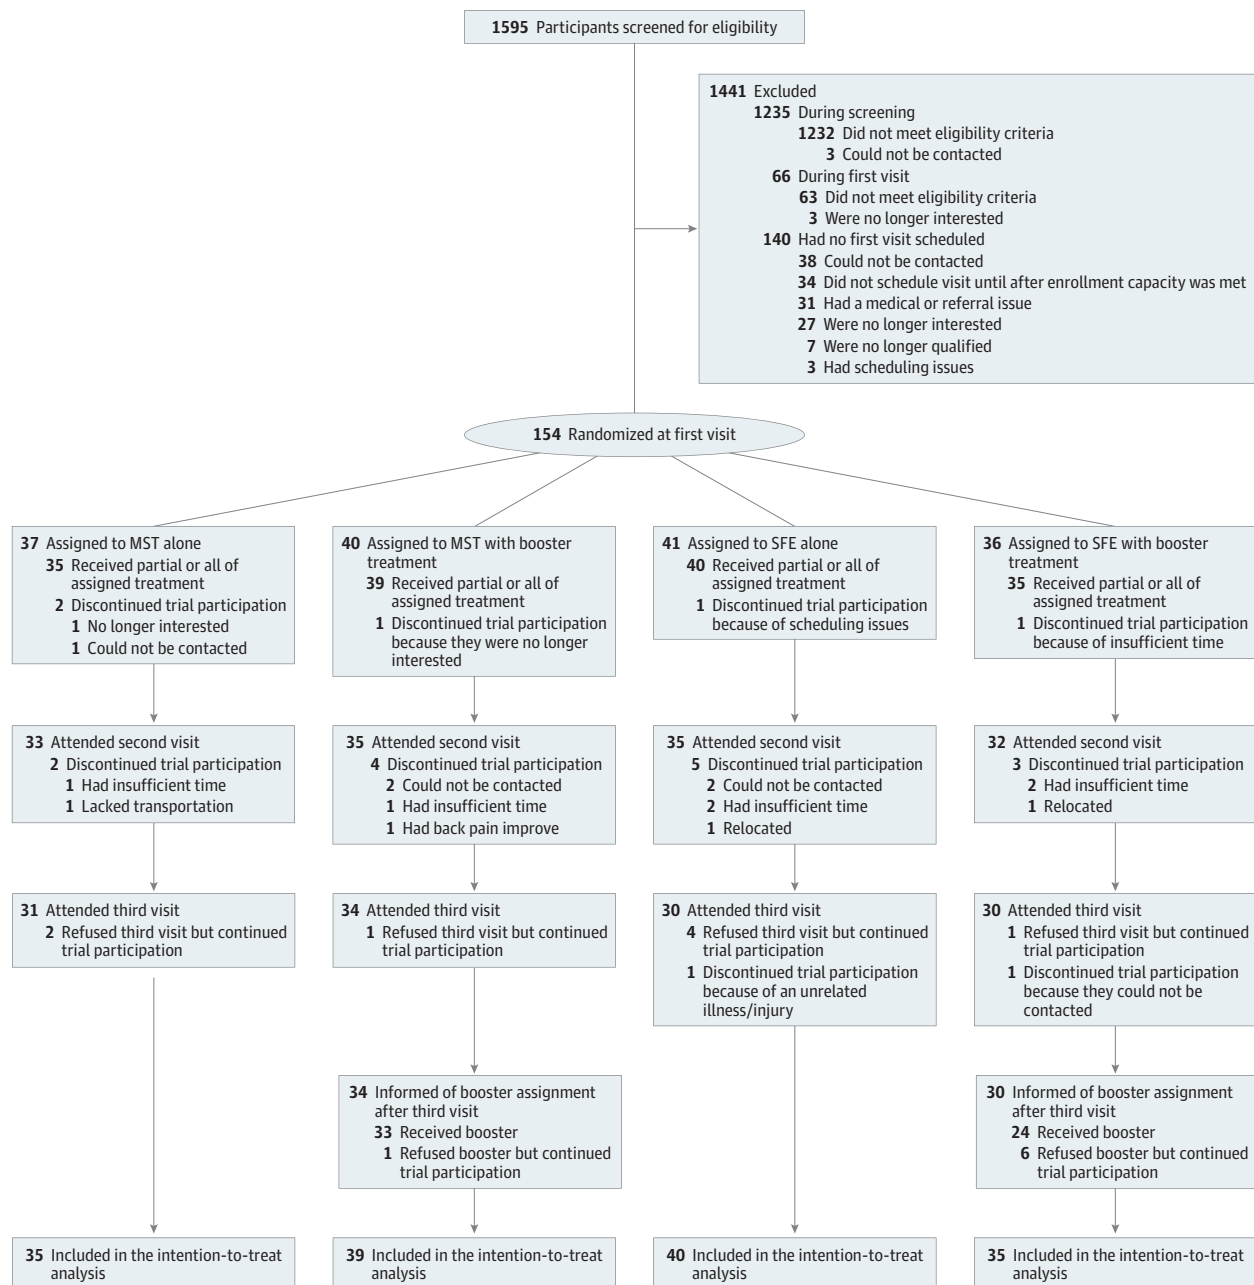 1595 Participants screened for eligibility
1441 Excluded
1235 During screening
1232 Did not meet eligibility criteria
3 Could not be contacted
66 During first visit
63 Did not meet eligibility criteria
3 Were no longer interested
140 Had no first visit scheduled
38 Could not be contacted
34 Did not schedule visit until after enrollment capacity was met
31 Had a medical or referral issue
27 Were no longer interested
7 Were no longer qualified
3 Had scheduling issues
154 Randomized at first visit
37 Assigned to MST alone
35 Received partial or all of
assigned treatment
2 Discontinued trial participation
1 No longer interested
1 Could not be contacted
40 Assigned to MST with booster
treatment
39 Received partial or all of
assigned treatment
1 Discontinued trial participation
because they were no longer
interested
41 Assigned to SFE alone
40 Received partial or all of
assigned treatment
1 Discontinued trial participation
because of scheduling issues
36 Assigned to SFE with booster
treatment
35 Received partial or all of
assigned treatment
1 Discontinued trial participation
because of insufficient time
33 Attended second visit
2 Discontinued trial participation
1 Had insufficient time
1 Lacked transportation
35 Attended second visit
4 Discontinued trial participation
2 Could not be contacted
1 Had insufficient time
1 Had back pain improve
35 Attended second visit
5 Discontinued trial participation
2 Could not be contacted
2 Had insufficient time
1 Relocated
32 Attended second visit
3 Discontinued trial participation
2 Had insufficient time
1 Relocated
31 Attended third visit
2 Refused third visit but continued
trial participation
34 Attended third visit
1 Refused third visit but continued
trial participation
30 Attended third visit
4 Refused third visit but continued
trial participation
1 Discontinued trial participation
because of an unrelated
illness/injury
30 Attended third visit
1 Refused third visit but continued
trial participation
1 Discontinued trial participation
because they could not be
contacted
34 Informed of booster assignment
after third visit
33 Received booster
1 Refused booster but continued
trial participation
30 Informed of booster assignment
after third visit
24 Received booster
6 Refused booster but continued
trial participation
35 Included in the intention-to-treat
analysis
39 Included in the intention-to-treat
analysis
40 Included in the intention-to-treat
analysis
35 Included in the intention-to-treat
analysis